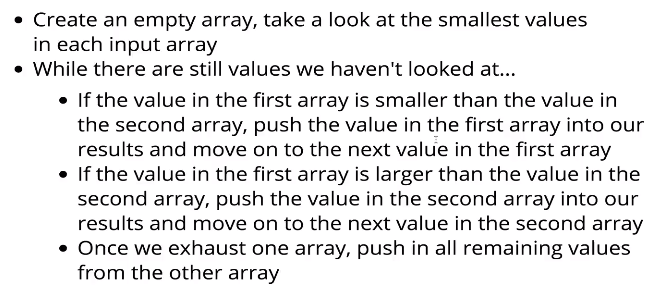 • Create an empty array, take a look at the smallest values
in each input array
• While there are still values we haven't looked at...
• If the value in the first array is smaller than the value in
the second array, push the value in the first array into our
results and move on to the next value in the first array
• If the value in the first array is larger than the value in the
second array, push the value in the second array into our
results and move on to the next value in the second array
• Once we exhaust one array, push in all remaining values
from the other array